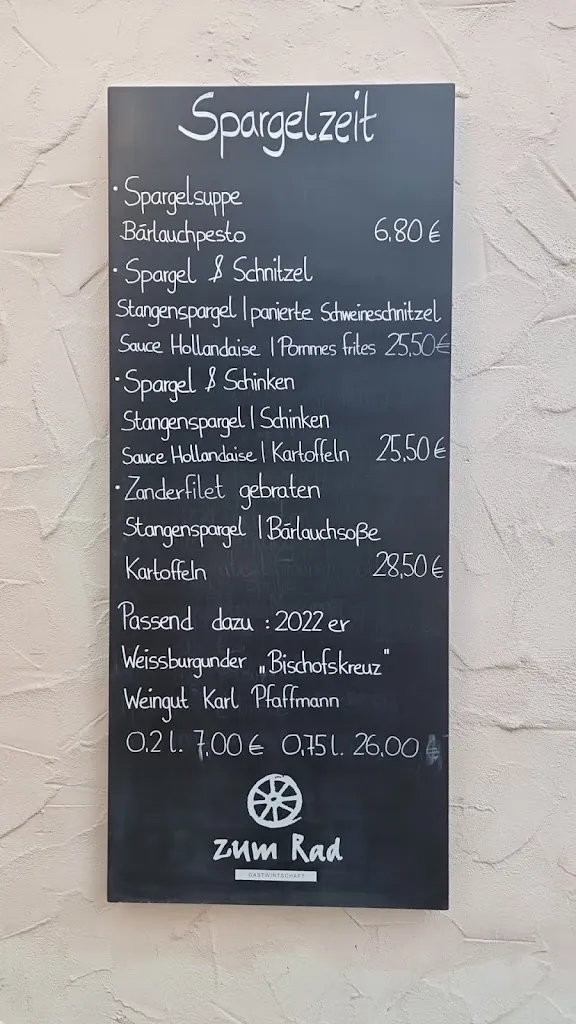 Spargelzeit
· Spargelsuppe
Bärlauchpesto 6,80 €
· Spargel & Schnitzel
Stangenspargel | panierte Schweineschnitzel
Sauce Hollandaise | Pommes frites 25,50€
· Spargel & Schinken
Stangenspargel | Schinken
Sauce Hollandaise | Kartoffeln 25,50 €
· Zanderfilet gebraten
Stangenspargel | Bärlauchsoße
Kartoffeln 28,50 €
Passend dazu : 2022 er
Weissburgunder „Bischofskreuz"
Weingut Karl Pfaffmann
0,2 l. 7,00 € 0,75 l. 26,00 €
zum Rad
GASTWIRTSCHAFT